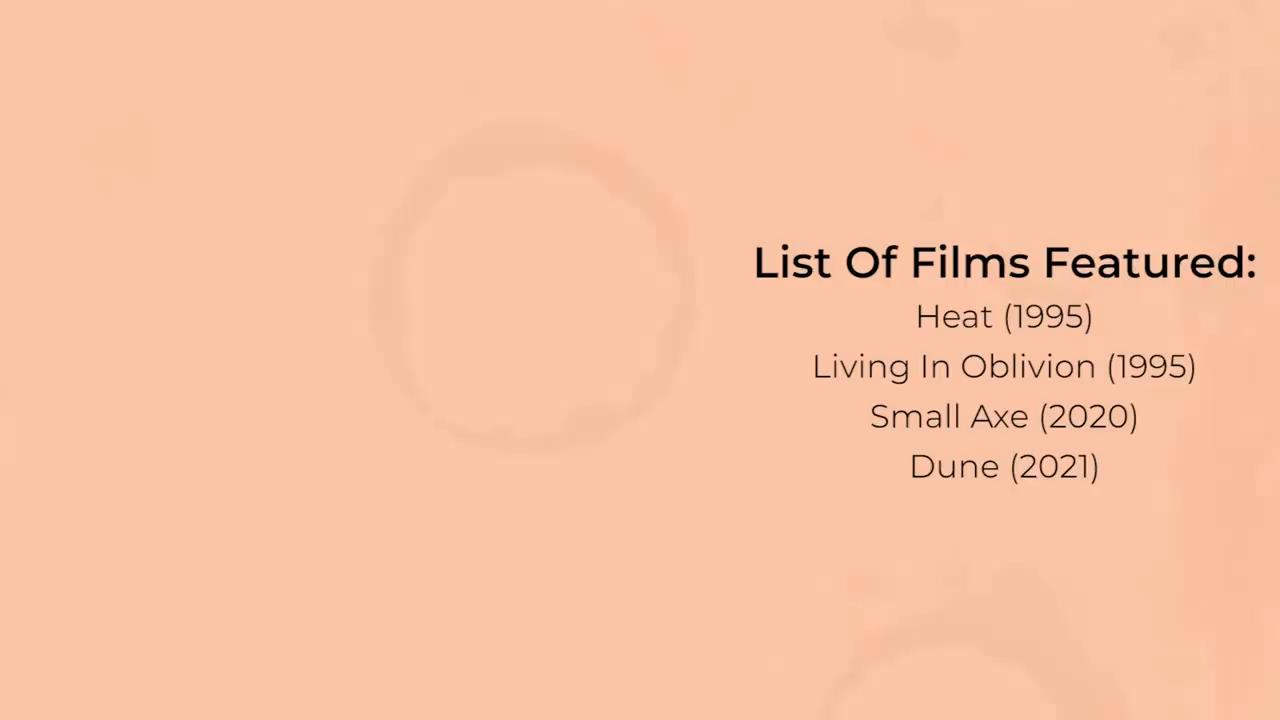 List Of Films Featured:
Heat (1995)
Living In Oblivion (1995)
Small Axe (2020)
Dune (2021)